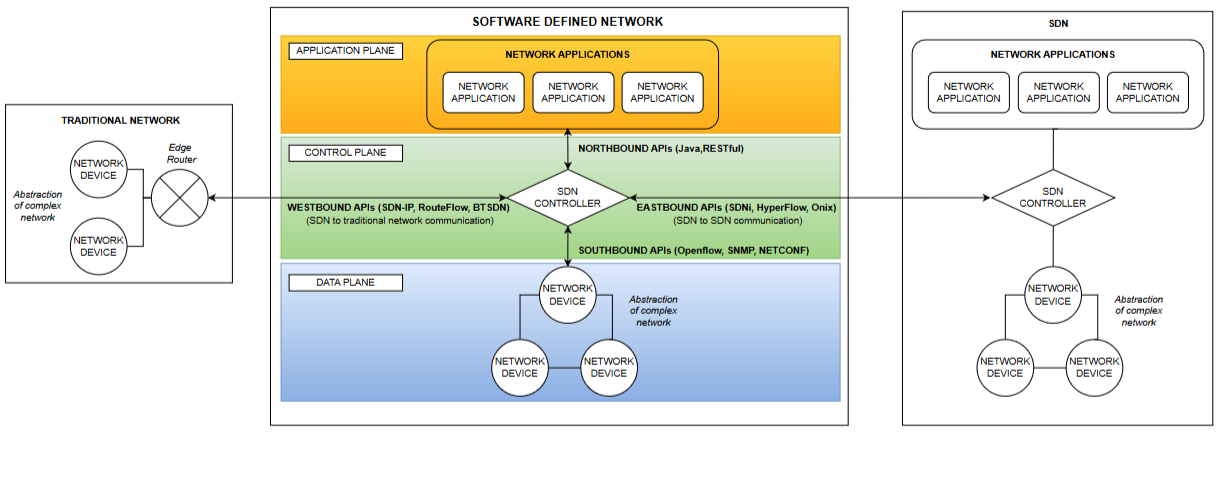 TRADITIONAL NETWORK
NETWORK
DEVICE
Edge
Router
Abstraction
of complex
network
NETWORK
DEVICE
SOFTWARE DEFINED NETWORK
APPLICATION PLANE
NETWORK APPLICATIONS
NETWORK
APPLICATION
NETWORK
APPLICATION
NETWORK
APPLICATION
CONTROL PLANE
NORTHBOUND APIs (Java,RESTful)
SDN
CONTROLLER
WESTBOUND APIs (SDN-IP, RouteFlow, BTSDN)
(SDN to traditional network communication)
EASTBOUND APIs (SDNi, HyperFlow, Onix)
(SDN to SDN communication)
SOUTHBOUND APIs (Openflow, SNMP, NETCONF)
DATA PLANE
NETWORK
DEVICE
Abstraction
of complex
network
NETWORK
DEVICE
NETWORK
DEVICE
SDN
NETWORK APPLICATIONS
NETWORK
APPLICATION
NETWORK
APPLICATION
NETWORK
APPLICATION
SDN
CONTROLLER
NETWORK
DEVICE
Abstraction
of complex
network
NETWORK
DEVICE
NETWORK
DEVICE